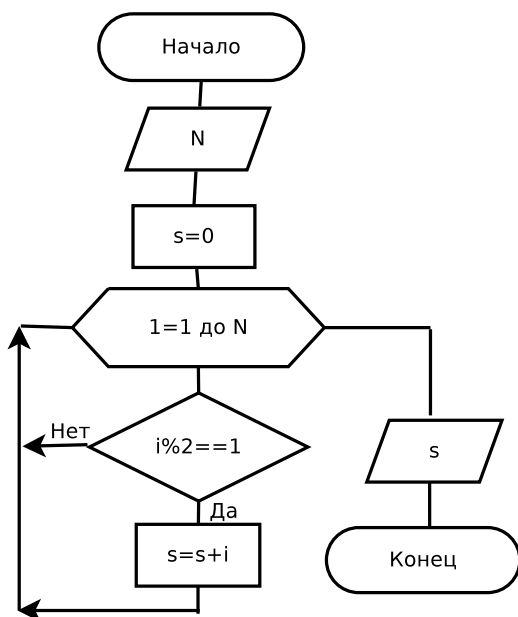 Начало
N
s=0
1=1 до N
i%2==1
Нет
Да
s=s+i
s
Конец